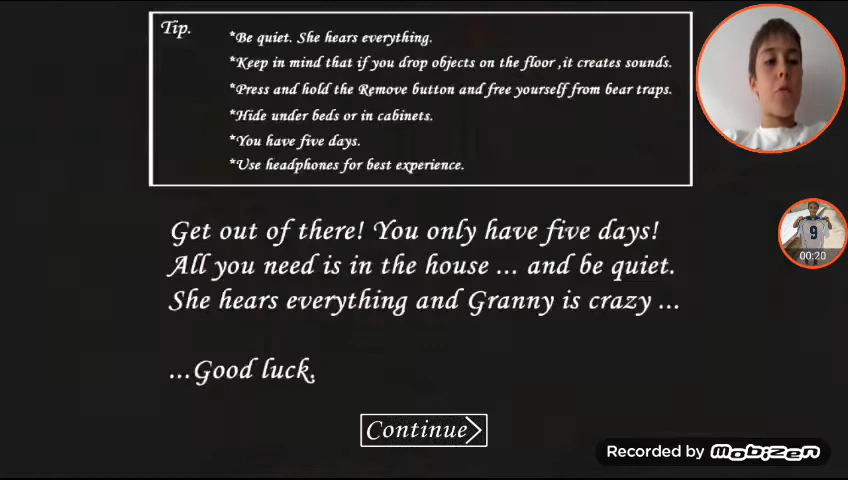 Tip.
*Be quiet. She hears everything.
*Keep in mind that if you drop objects on the floor ,it creates sounds.
*Press and hold the Remove button and free yourself from bear traps.
*Hide under beds or in cabinets.
*You have five days.
*Use headphones for best experience.
Get out of there! You only have five days!
All you need is in the house ... and be quiet.
She hears everything and Granny is crazy ...
...Good luck.
Continue
9
00:20
Recorded by Mobizen